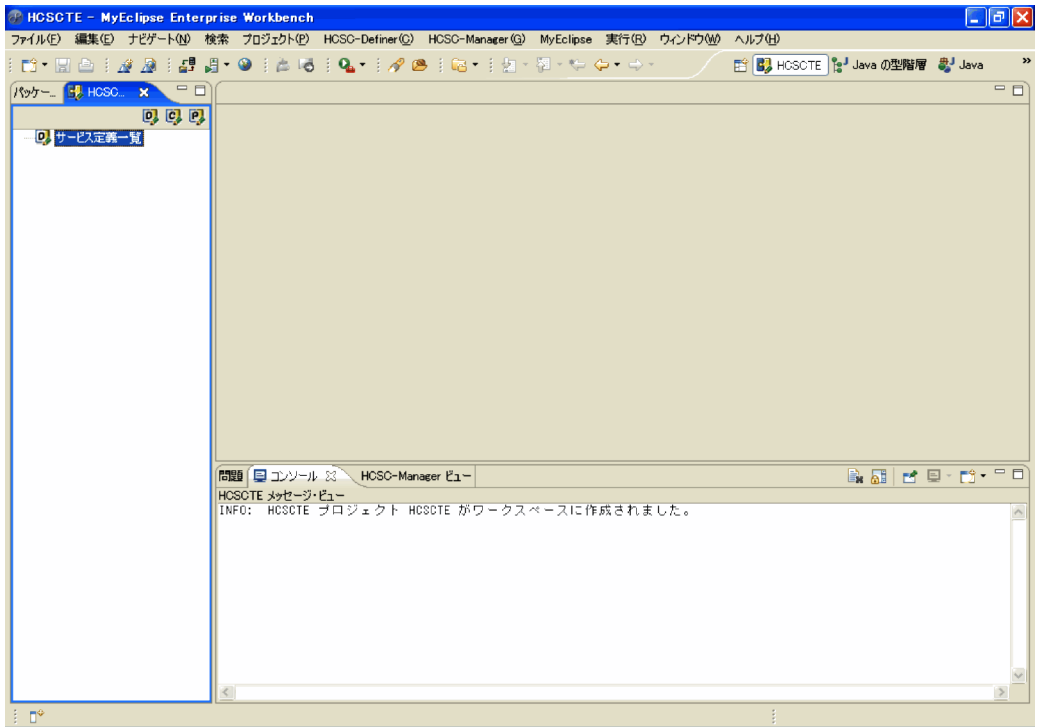 HCSCTE - MyEclipse Enterprise Workbench
ファイル(F) 編集(E) ナビゲート(N) 検索 プロジェクト(P) HCSC-Definer(C) HCSC-Manager(G) MyEclipse 実行(R) ウィンドウ(W) ヘルプ(H)
HCSCTE Java の型階層 Java »
パッケー... HCSC...
サービス定義一覧
問題 コンソール HCSC-Manager ビュー
HCSCTE メッセージ・ビュー
INFO: HCSCTE プロジェクト HCSCTE がワークスペースに作成されました。